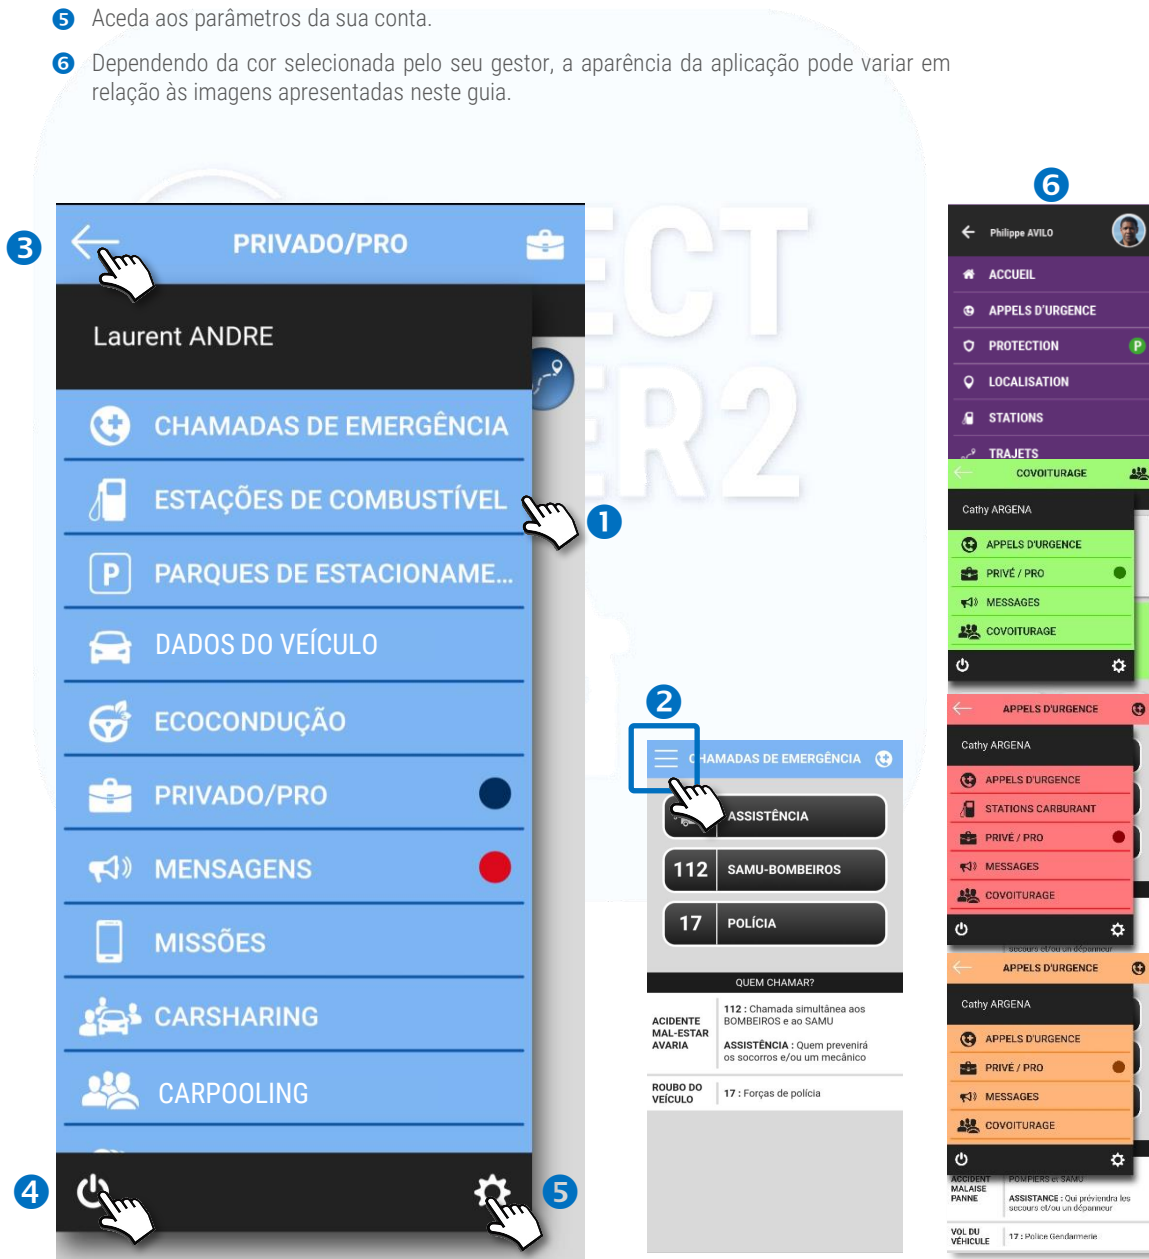 5 Aceda aos parâmetros da sua conta.
6 Dependendo da cor selecionada pelo seu gestor, a aparência da aplicação pode variar em
relação às imagens apresentadas neste guia.
ECT
ER2
3
PRIVADO/PRO
Laurent ANDRE
CHAMADAS DE EMERGÊNCIA
ESTAÇÕES DE COMBUSTÍVEL
1
P PARQUES DE ESTACIONAME...
DADOS DO VEÍCULO
ECOCONDUÇÃO
PRIVADO/PRO
MENSAGENS
MISSÕES
CARSHARING
CARPOOLING
4
5
2
CHAMADAS DE EMERGÊNCIA
ASSISTÊNCIA
112 SAMU-BOMBEIROS
17 POLÍCIA
QUEM CHAMAR?
ACIDENTE
MAL-ESTAR
AVARIA
112 : Chamada simultânea aos
BOMBEIROS e ao SAMU
ASSISTÊNCIA : Quem prevenirá
os socorros e/ou um mecânico
ROUBO DO
VEÍCULO
17 : Forças de polícia
6
Philippe AVILO
ACCUEIL
APPELS D'URGENCE
PROTECTION P
LOCALISATION
STATIONS
TRAJETS
COVOITURAGE
Cathy ARGENA
APPELS D'URGENCE
PRIVÉ / PRO
MESSAGES
COVOITURAGE
APPELS D'URGENCE
Cathy ARGENA
APPELS D'URGENCE
STATIONS CARBURANT
PRIVÉ / PRO
MESSAGES
COVOITURAGE
secours et/ou un dépanneur
APPELS D'URGENCE
Cathy ARGENA
APPELS D'URGENCE
PRIVÉ / PRO
MESSAGES
COVOITURAGE
ACCIDENT
MALAISE
PANNE
POMPIERS et SAMU
ASSISTANCE : Qui préviendra les
secours et/ou un dépanneur
VOL DU
VÉHICULE
17 : Police Gendarmerie